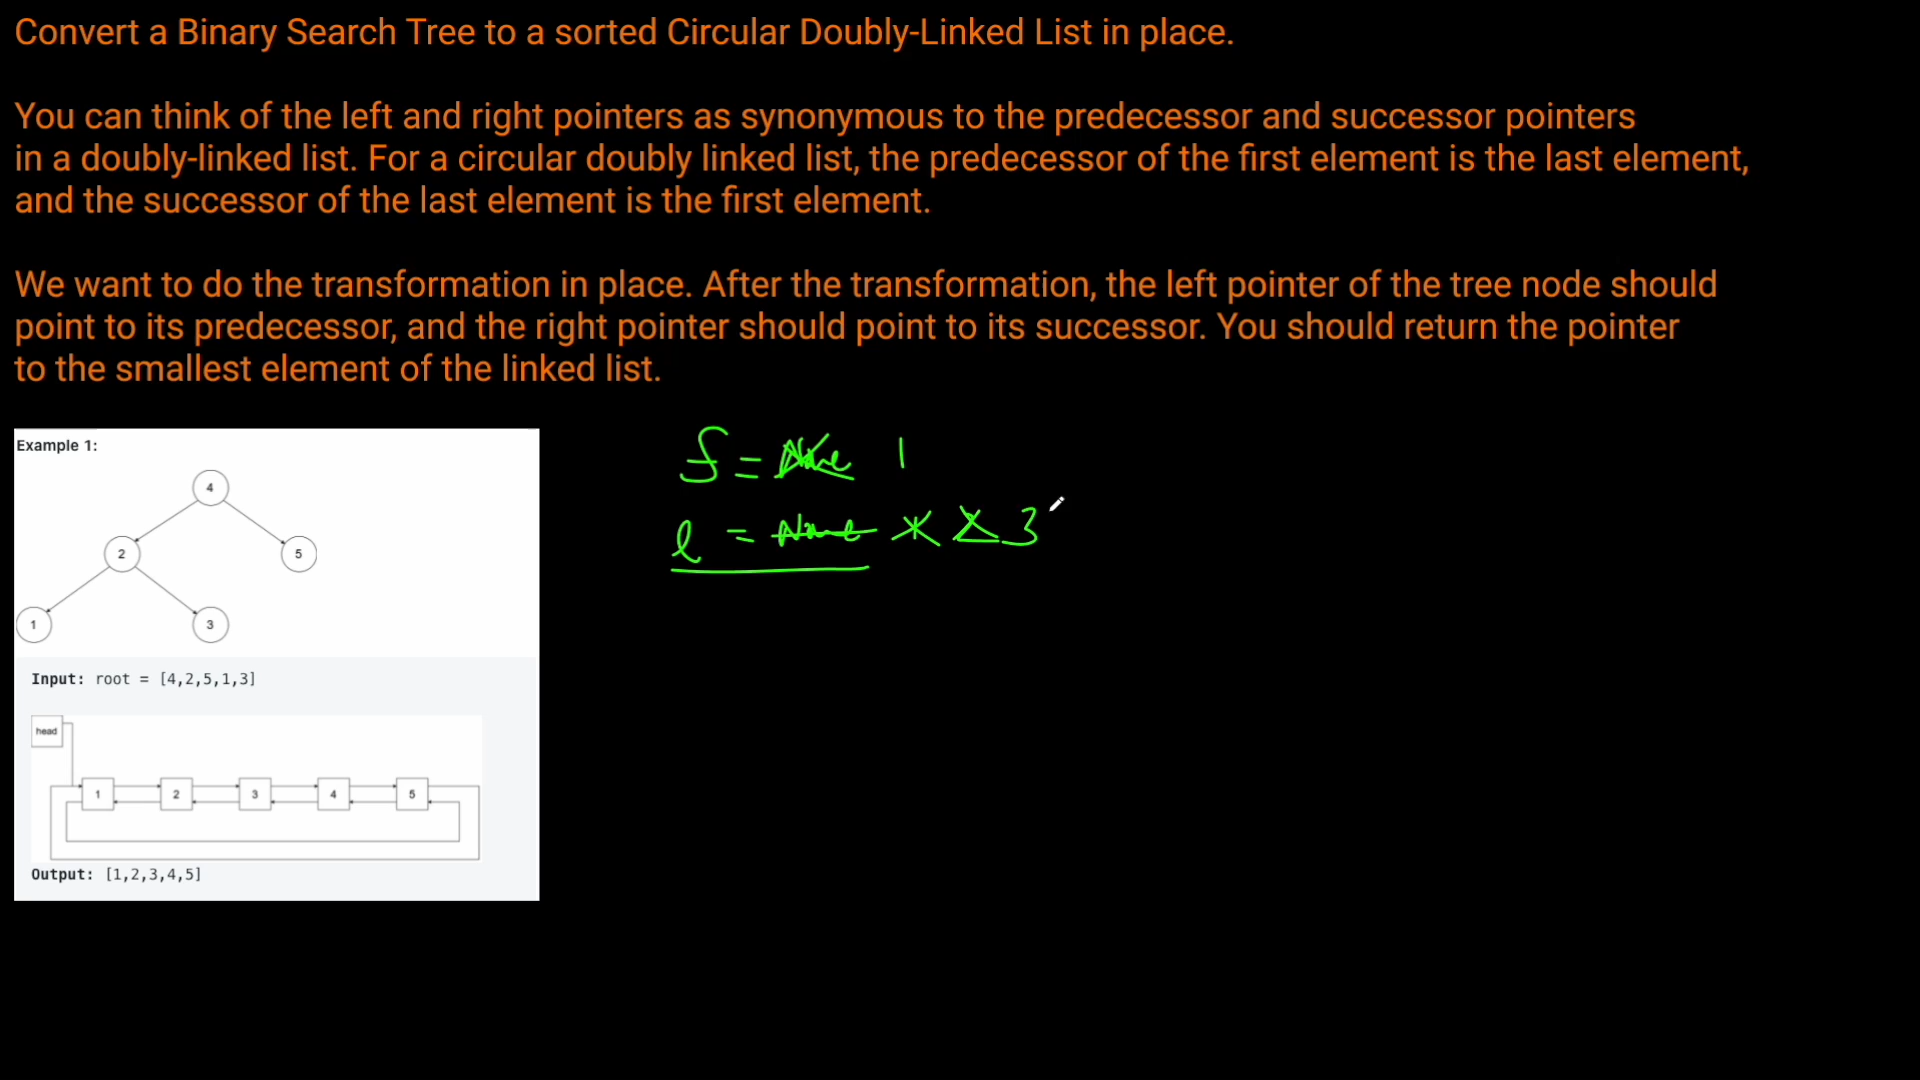 Convert a Binary Search Tree to a sorted Circular Doubly-Linked List in place.
You can think of the left and right pointers as synonymous to the predecessor and successor pointers
in a doubly-linked list. For a circular doubly linked list, the predecessor of the first element is the last element,
and the successor of the last element is the first element.
We want to do the transformation in place. After the transformation, the left pointer of the tree node should
point to its predecessor, and the right pointer should point to its successor. You should return the pointer
to the smallest element of the linked list.
Example 1:
4
2 5
1 3
Input: root = [4,2,5,1,3]
head
1 2 3 4 5
Output: [1,2,3,4,5]
f = 1
l = None 3